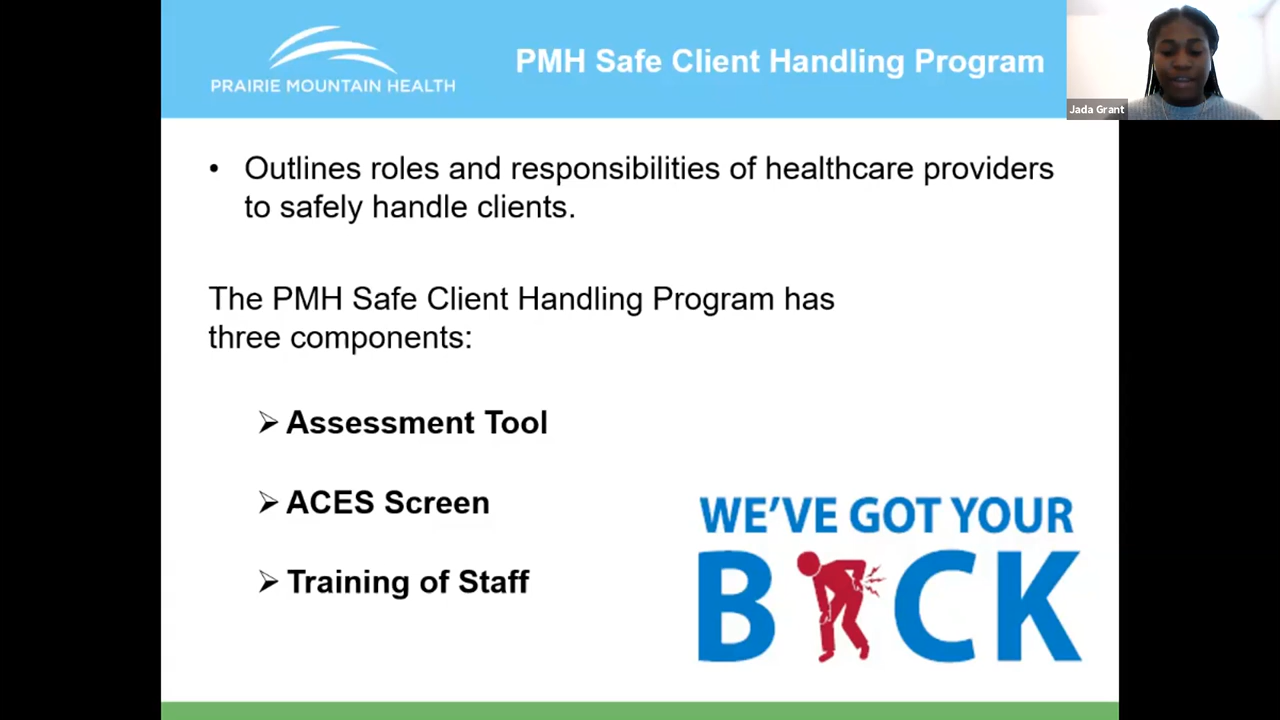 PRAIRIE MOUNTAIN HEALTH
PMH Safe Client Handling Program
Jada Grant
• Outlines roles and responsibilities of healthcare providers
to safely handle clients.
The PMH Safe Client Handling Program has
three components:
➢ Assessment Tool
➢ ACES Screen
➢ Training of Staff
WE'VE GOT YOUR
B CK